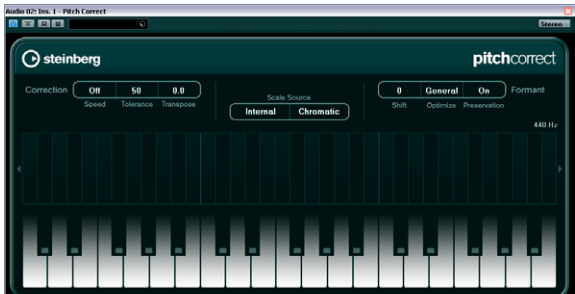 Audio 02: Ins. 1 - Pitch Correct
R W
Stereo
steinberg
pitchcorrect
Correction Off 50 0.0
Speed Tolerance Transpose
Scale Source
Internal Chromatic
0 General On Formant
Shift Optimize Preservation
440 Hz